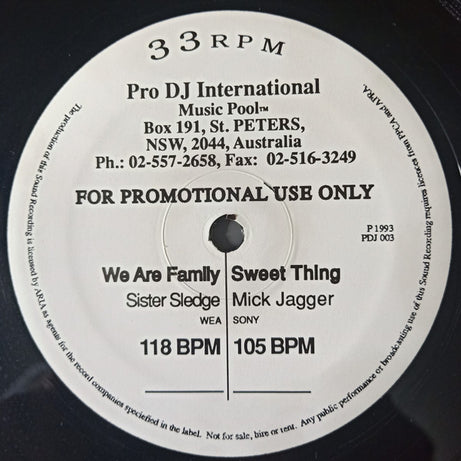 33 RPM
Pro DJ International
Music Pool™
Box 191, St. PETERS,
NSW, 2044, Australia
Ph.: 02-557-2658, Fax: 02-516-3249
FOR PROMOTIONAL USE ONLY
P 1993
PDJ 003
We Are Family
Sister Sledge
WEA
118 BPM
Sweet Thing
Mick Jagger
SONY
105 BPM
The production of this Sound Recording is licensed by ARIA as agents for the record companies speciefied in the label. Not for sale, hire or rent. Any public performance or broadcasting use of this Sound Recording requires licences from PPCA and APRA.